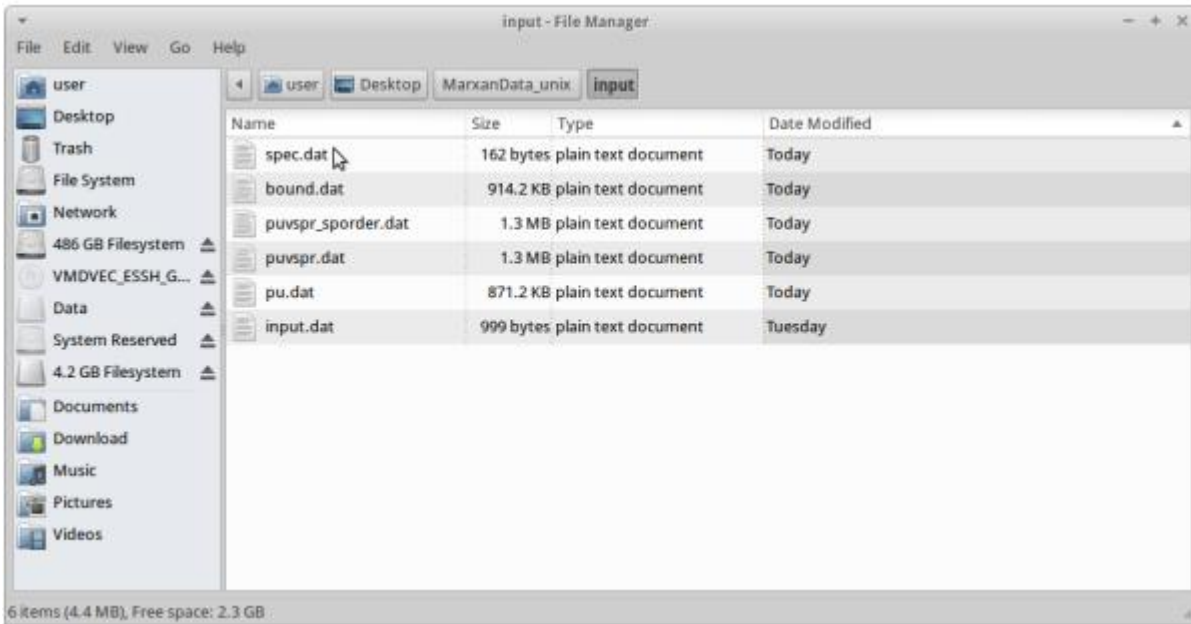 input - File Manager
File Edit View Go Help
user
Desktop
Trash
File System
Network
486 GB Filesystem
VMDVEC_ESSH_G...
Data
System Reserved
4.2 GB Filesystem
Documents
Download
Music
Pictures
Videos
user Desktop MarxanData_unix input
Name Size Type Date Modified
spec.dat 162 bytes plain text document Today
bound.dat 914.2 KB plain text document Today
puvspr_sporder.dat 1.3 MB plain text document Today
puvspr.dat 1.3 MB plain text document Today
pu.dat 871.2 KB plain text document Today
input.dat 999 bytes plain text document Tuesday
6 items (4.4 MB), Free space: 2.3 GB